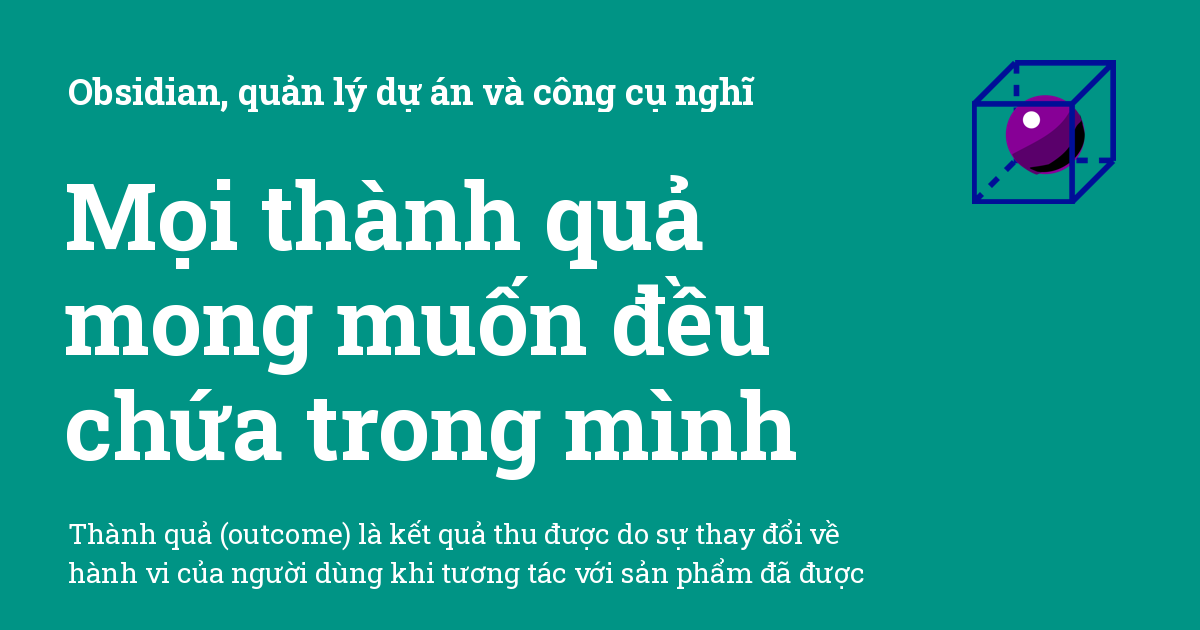 Obsidian, quản lý dự án và công cụ nghĩ
Mọi thành quả
mong muốn đều
chứa trong mình
Thành quả (outcome) là kết quả thu được do sự thay đổi về
hành vi của người dùng khi tương tác với sản phẩm đã được